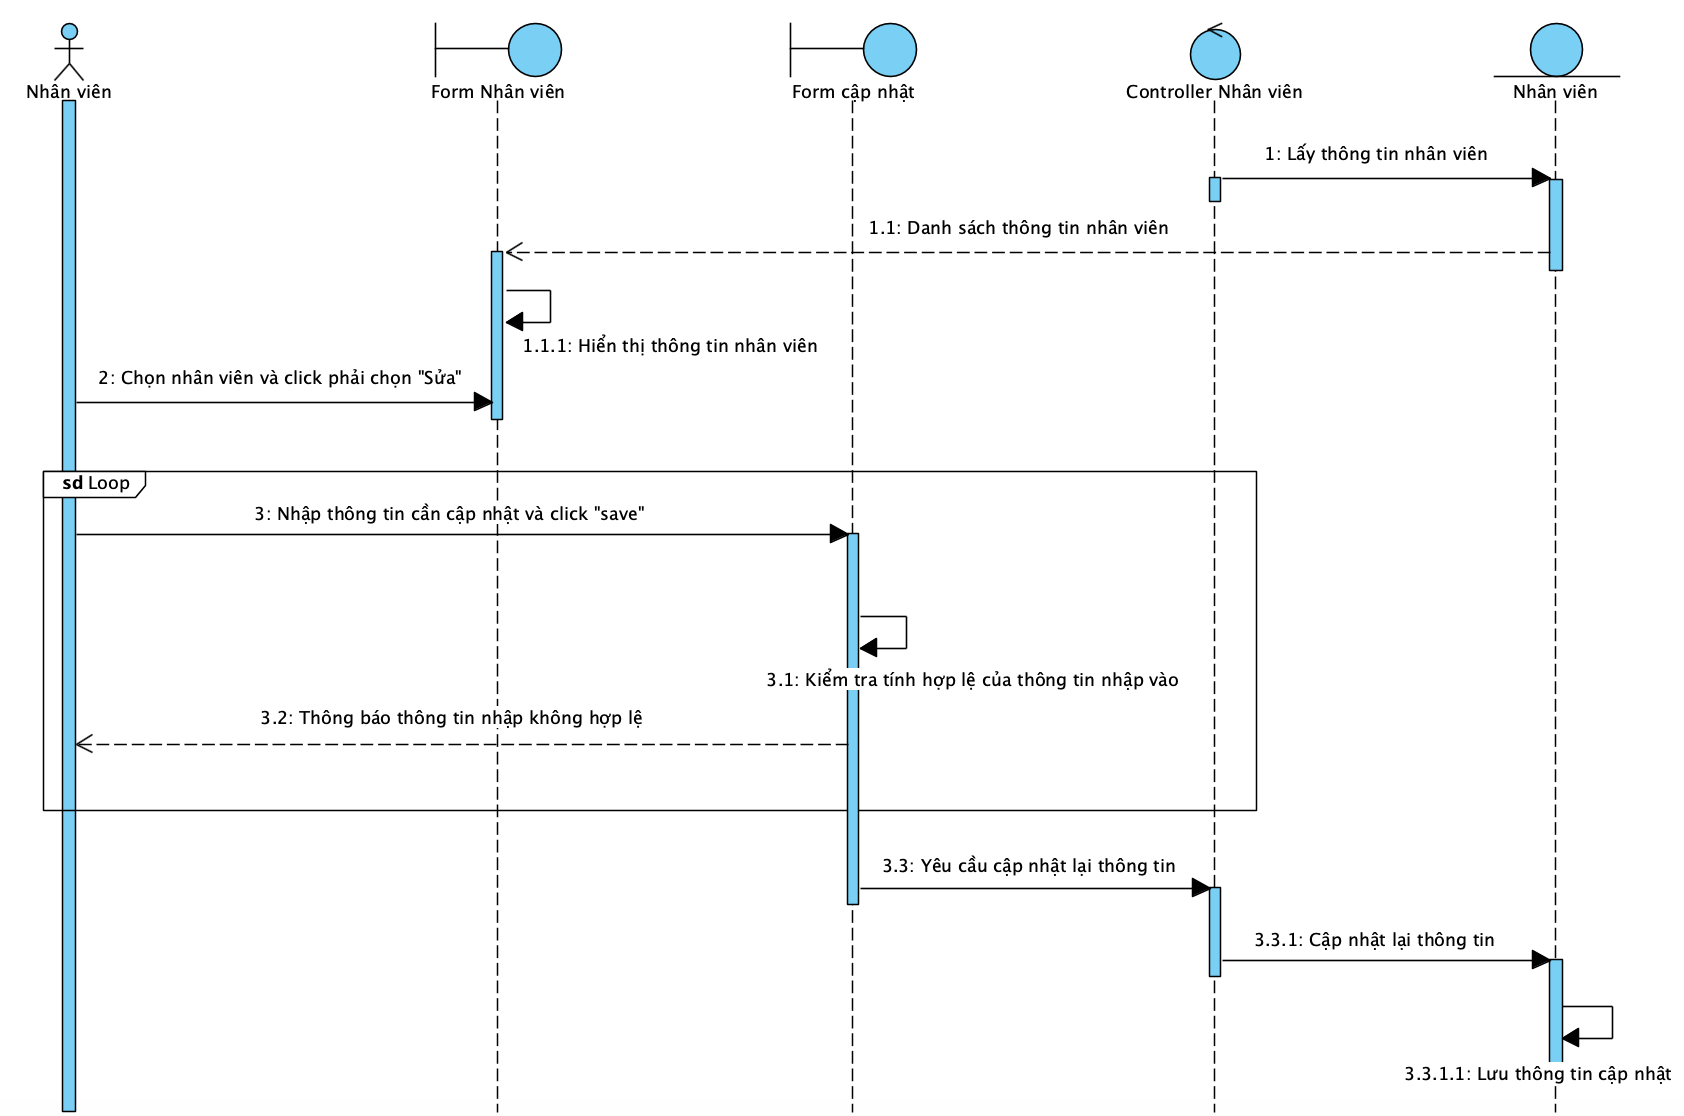 Nhân viên
Form Nhân viên
Form cập nhật
Controller Nhân viên
Nhân viên
1: Lấy thông tin nhân viên
1.1: Danh sách thông tin nhân viên
1.1.1: Hiển thị thông tin nhân viên
2: Chọn nhân viên và click phải chọn "Sửa"
sd Loop
3: Nhập thông tin cần cập nhật và click "save"
3.1: Kiểm tra tính hợp lệ của thông tin nhập vào
3.2: Thông báo thông tin nhập không hợp lệ
3.3: Yêu cầu cập nhật lại thông tin
3.3.1: Cập nhật lại thông tin
3.3.1.1: Lưu thông tin cập nhật